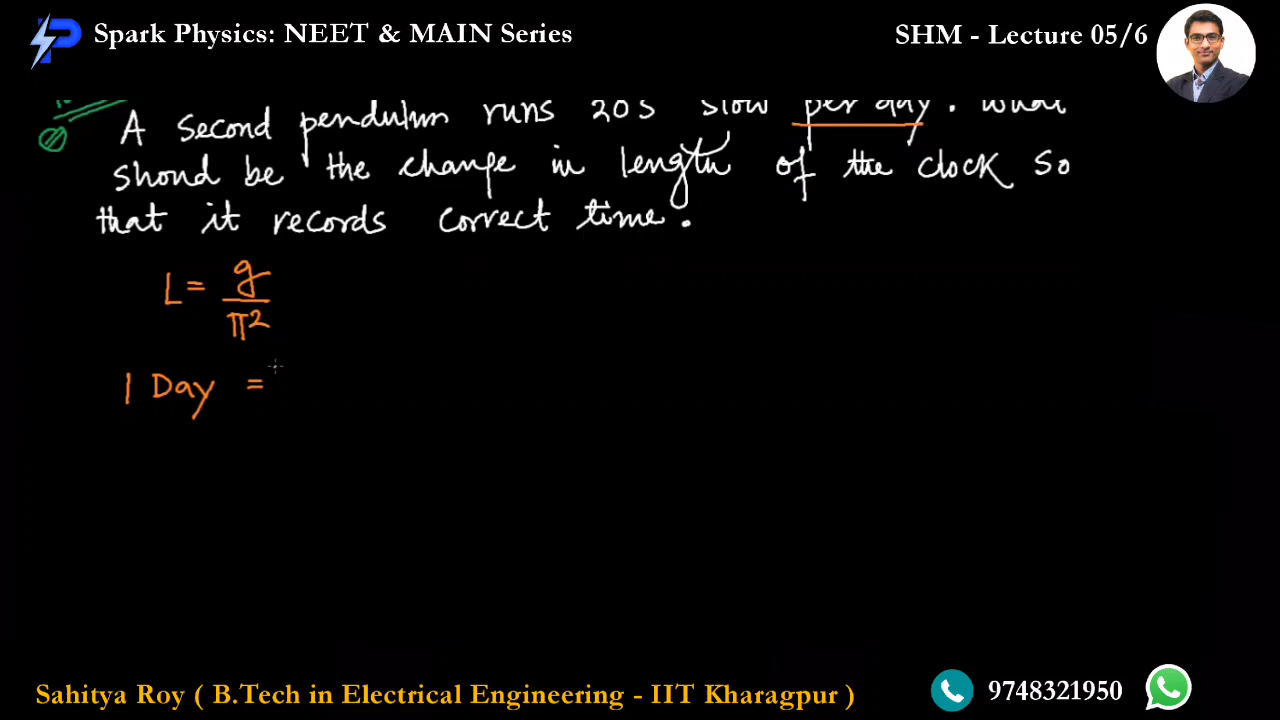 Spark Physics: NEET & MAIN Series
SHM - Lecture 05/6
A second pendulum runs 20s slow per day. What
shond be the change in length of the clock so
that it records correct time.
L = g/π²
1 Day =
Sahitya Roy ( B.Tech in Electrical Engineering - IIT Kharagpur )
9748321950